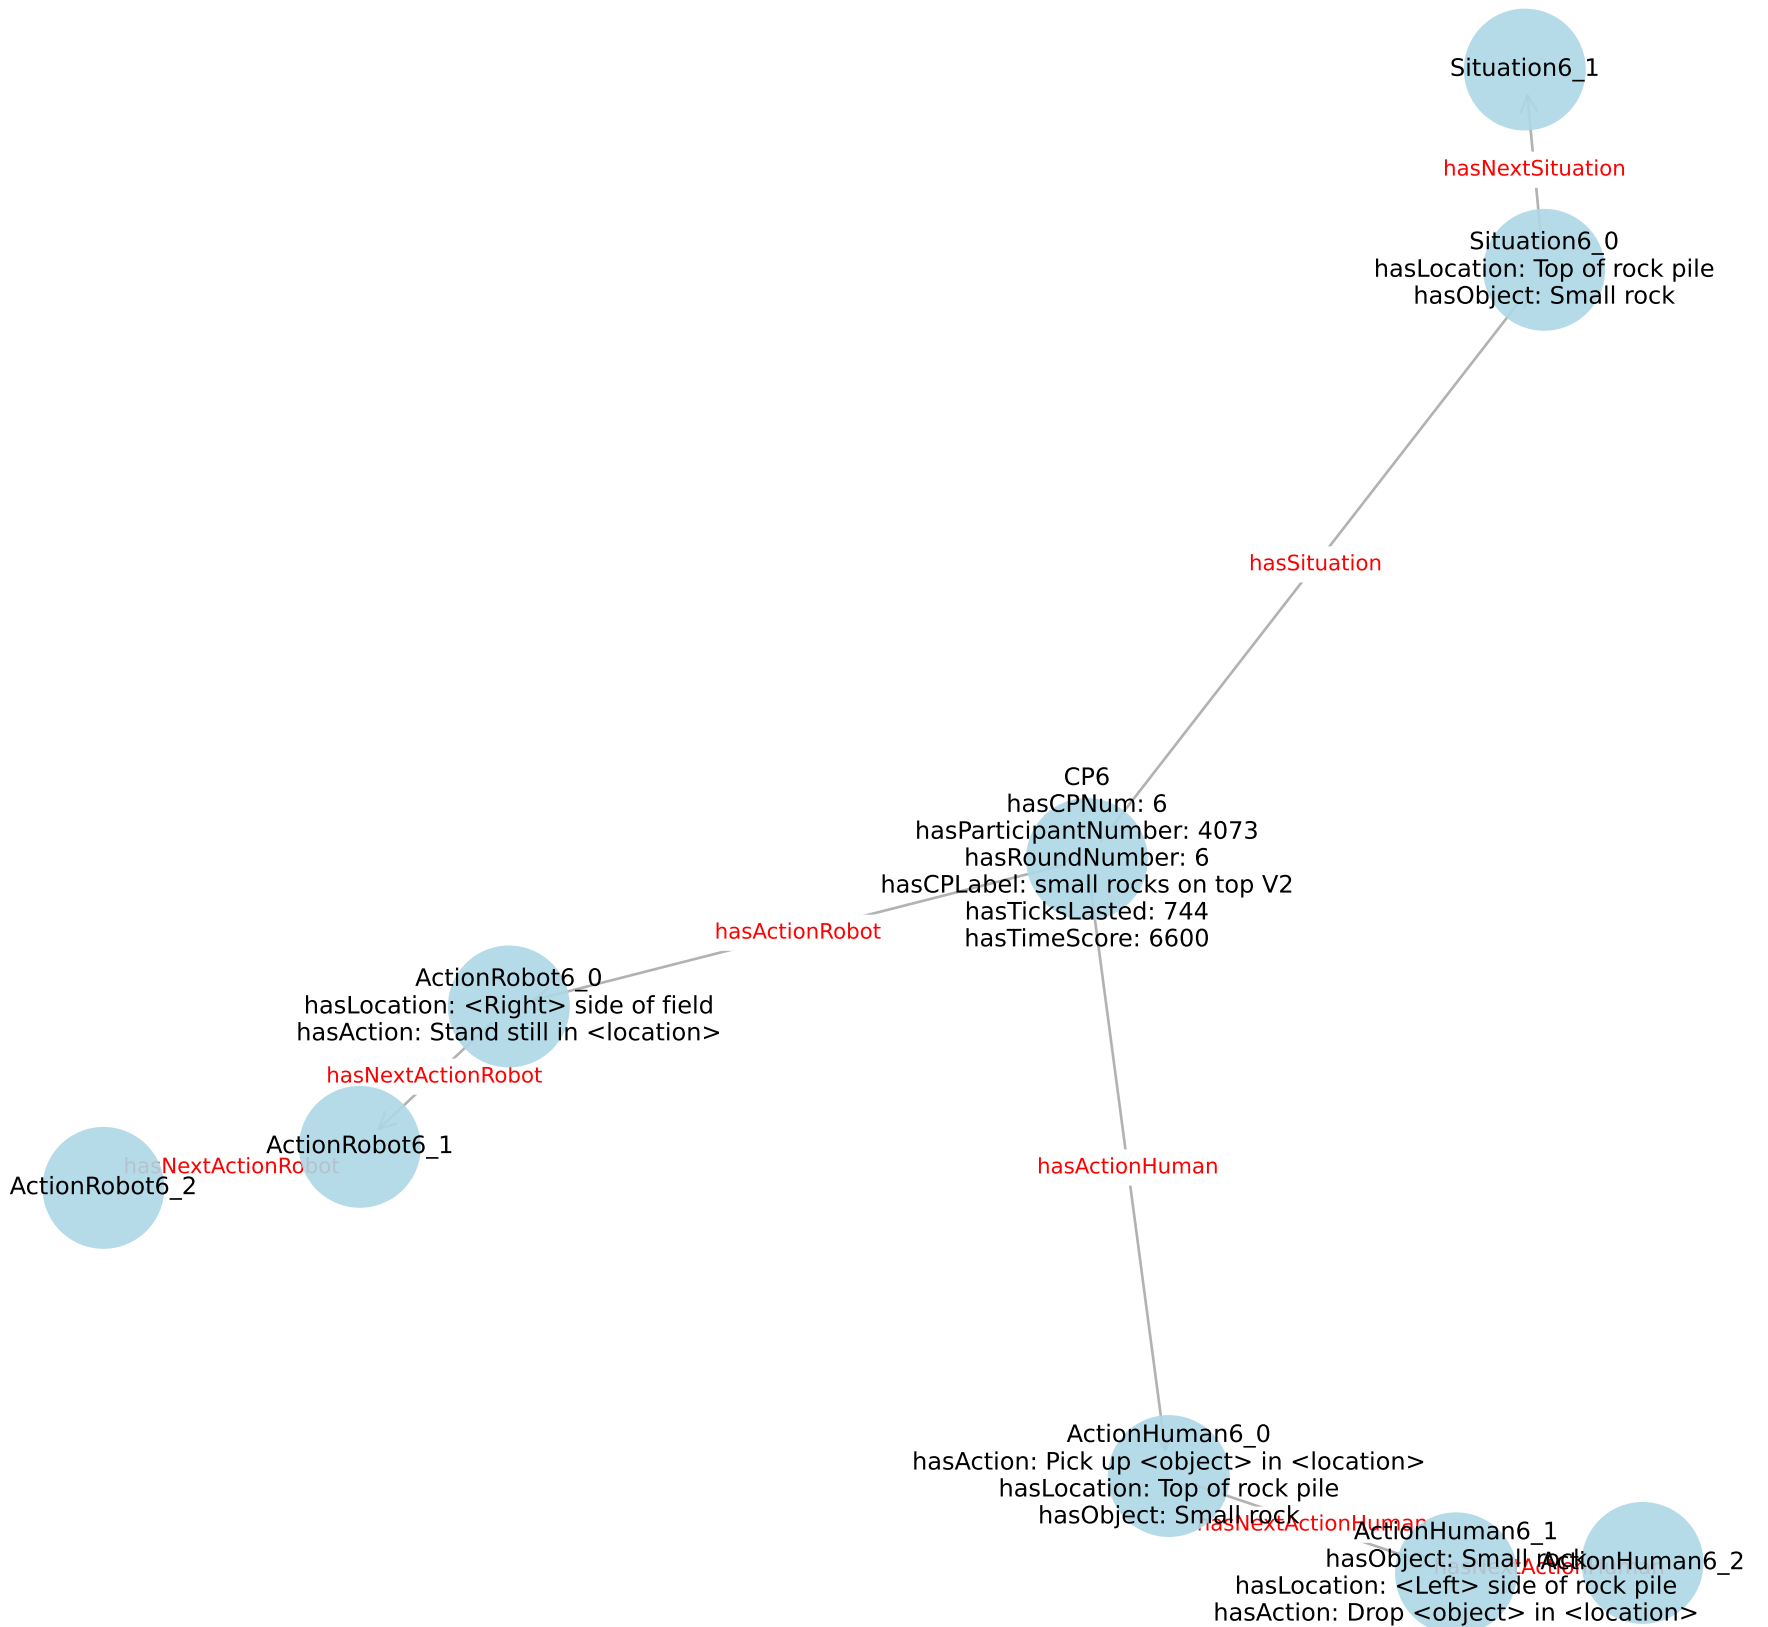 Situation6_1
hasNextSituation
Situation6_0
hasLocation: Top of rock pile
hasObject: Small rock
hasSituation
CP6
hasCPNum: 6
hasParticipantNumber: 4073
hasRoundNumber: 6
hasCPLabel: small rocks on top V2
hasTicksLasted: 744
hasTimeScore: 6600
hasActionRobot
ActionRobot6_0
hasLocation: <Right> side of field
hasAction: Stand still in <location>
hasNextActionRobot
ActionRobot6_1
hasNextActionRobot
ActionRobot6_2
hasActionHuman
ActionHuman6_0
hasAction: Pick up <object> in <location>
hasLocation: Top of rock pile
hasObject: Small rock
hasNextActionHuman
ActionHuman6_1
hasObject: Small rock
hasLocation: <Left> side of rock pile
hasAction: Drop <object> in <location>
hasNextActionHuman
ActionHuman6_2